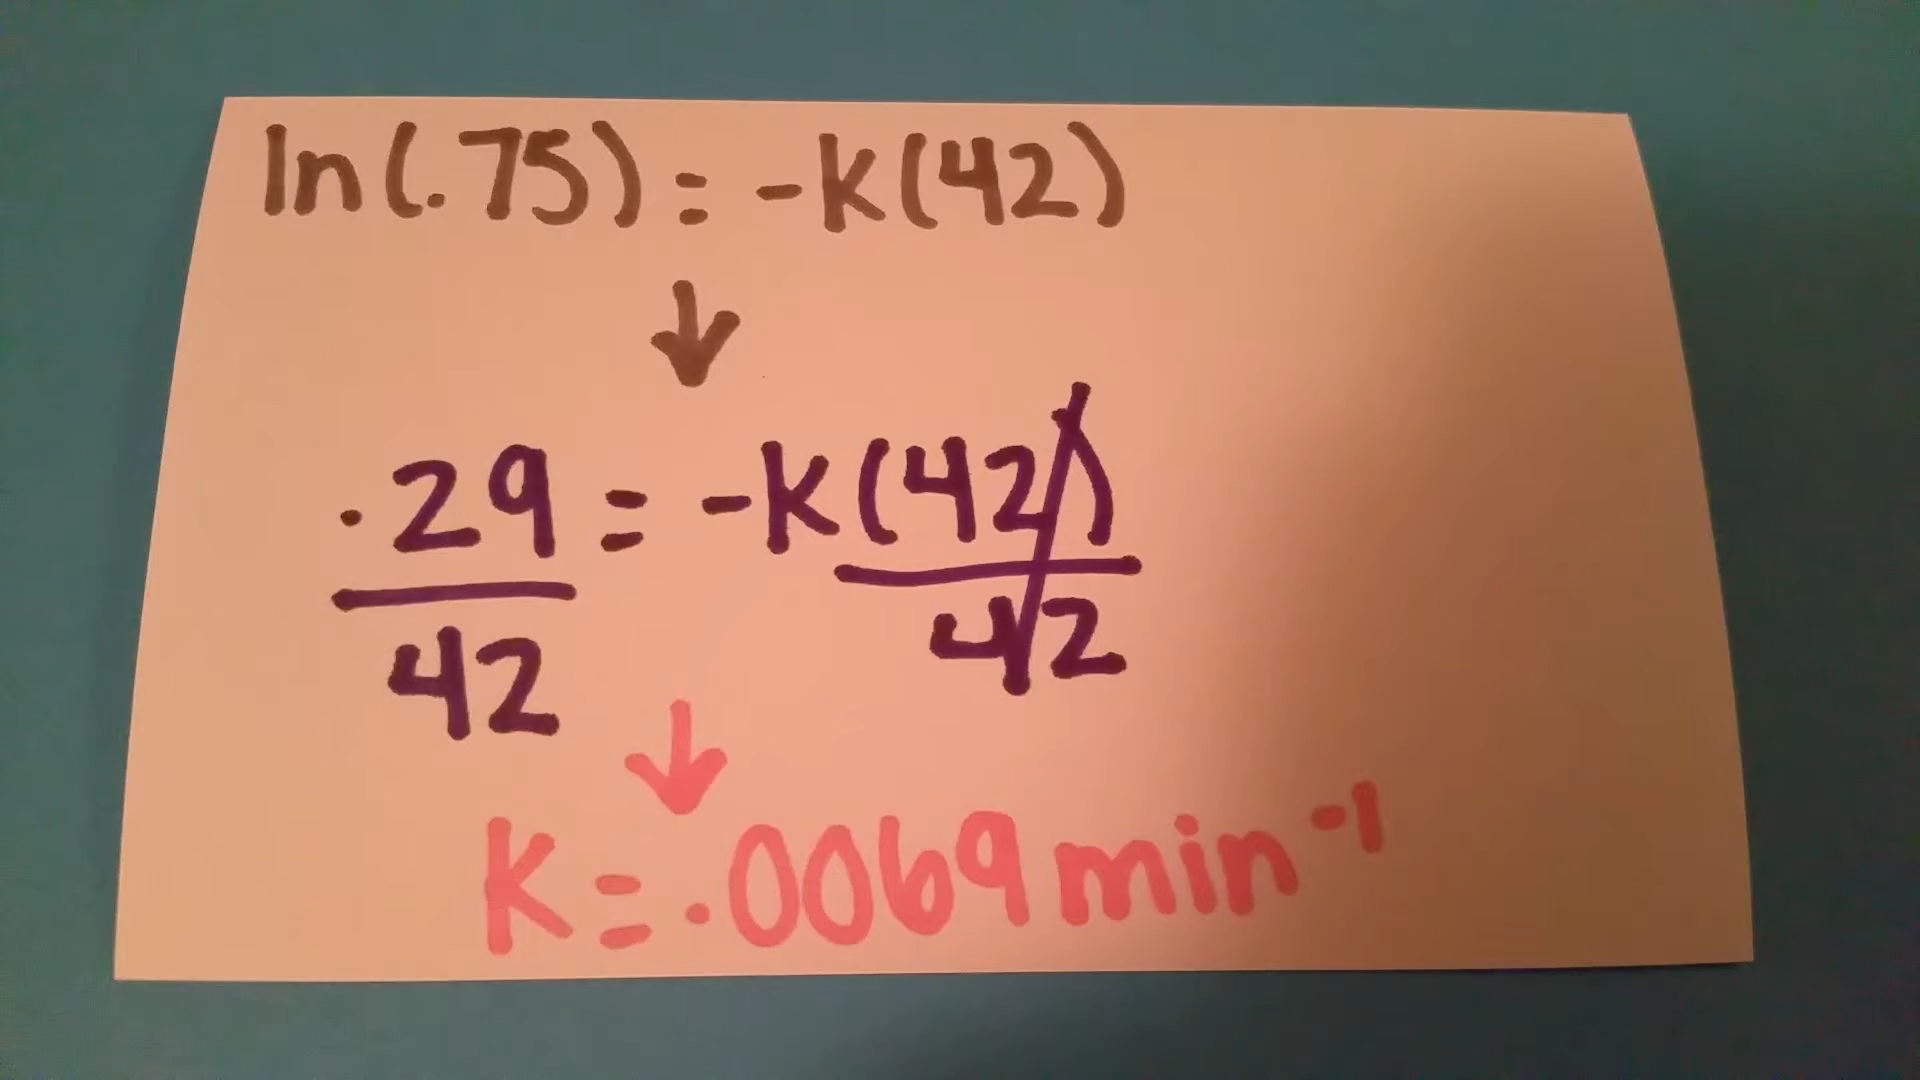 ln(.75) = -K(42)
↓
.29 = -K(42)
42 42
↓
K = .0069 min⁻¹